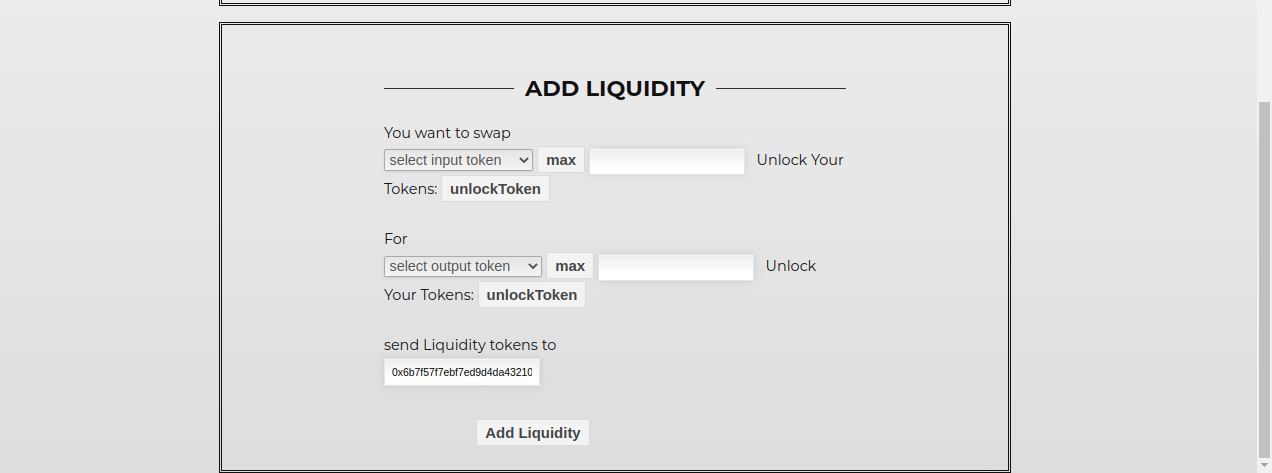 ADD LIQUIDITY
You want to swap
select input token max Unlock Your
Tokens: unlockToken
For
select output token max Unlock
Your Tokens: unlockToken
send Liquidity tokens to
0x6b7f57f7ebf7ed9d4da43210
Add Liquidity